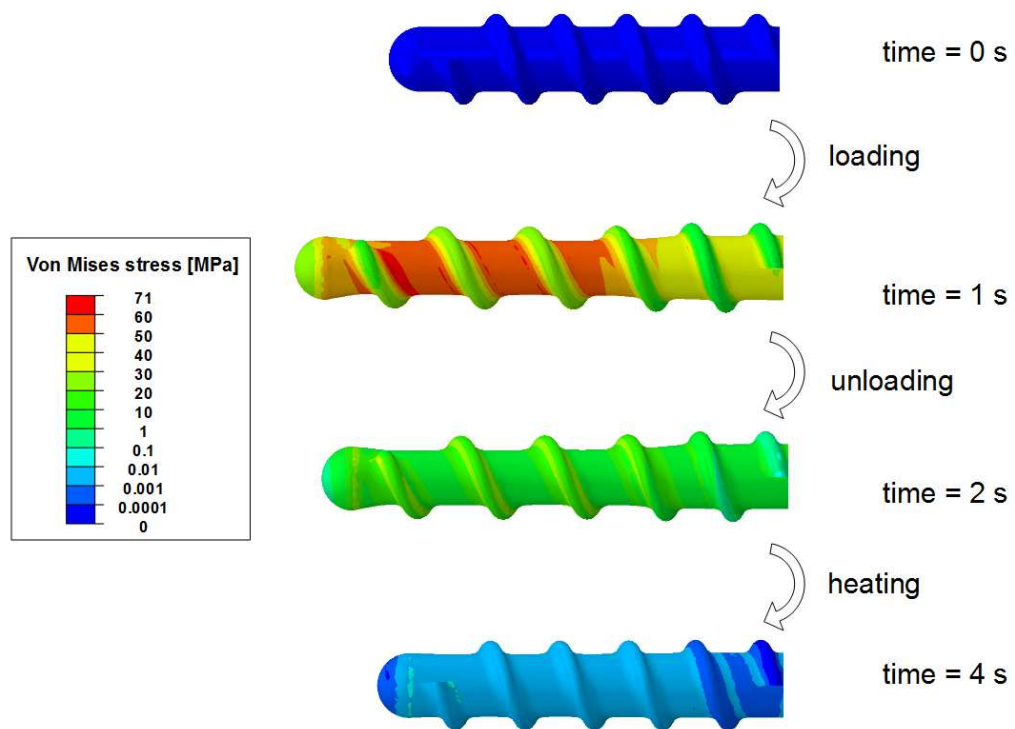 time = 0 s
loading
Von Mises stress [MPa]
71
60
50
40
30
20
10
1
0.1
0.01
0.001
0.0001
0
time = 1 s
unloading
time = 2 s
heating
time = 4 s